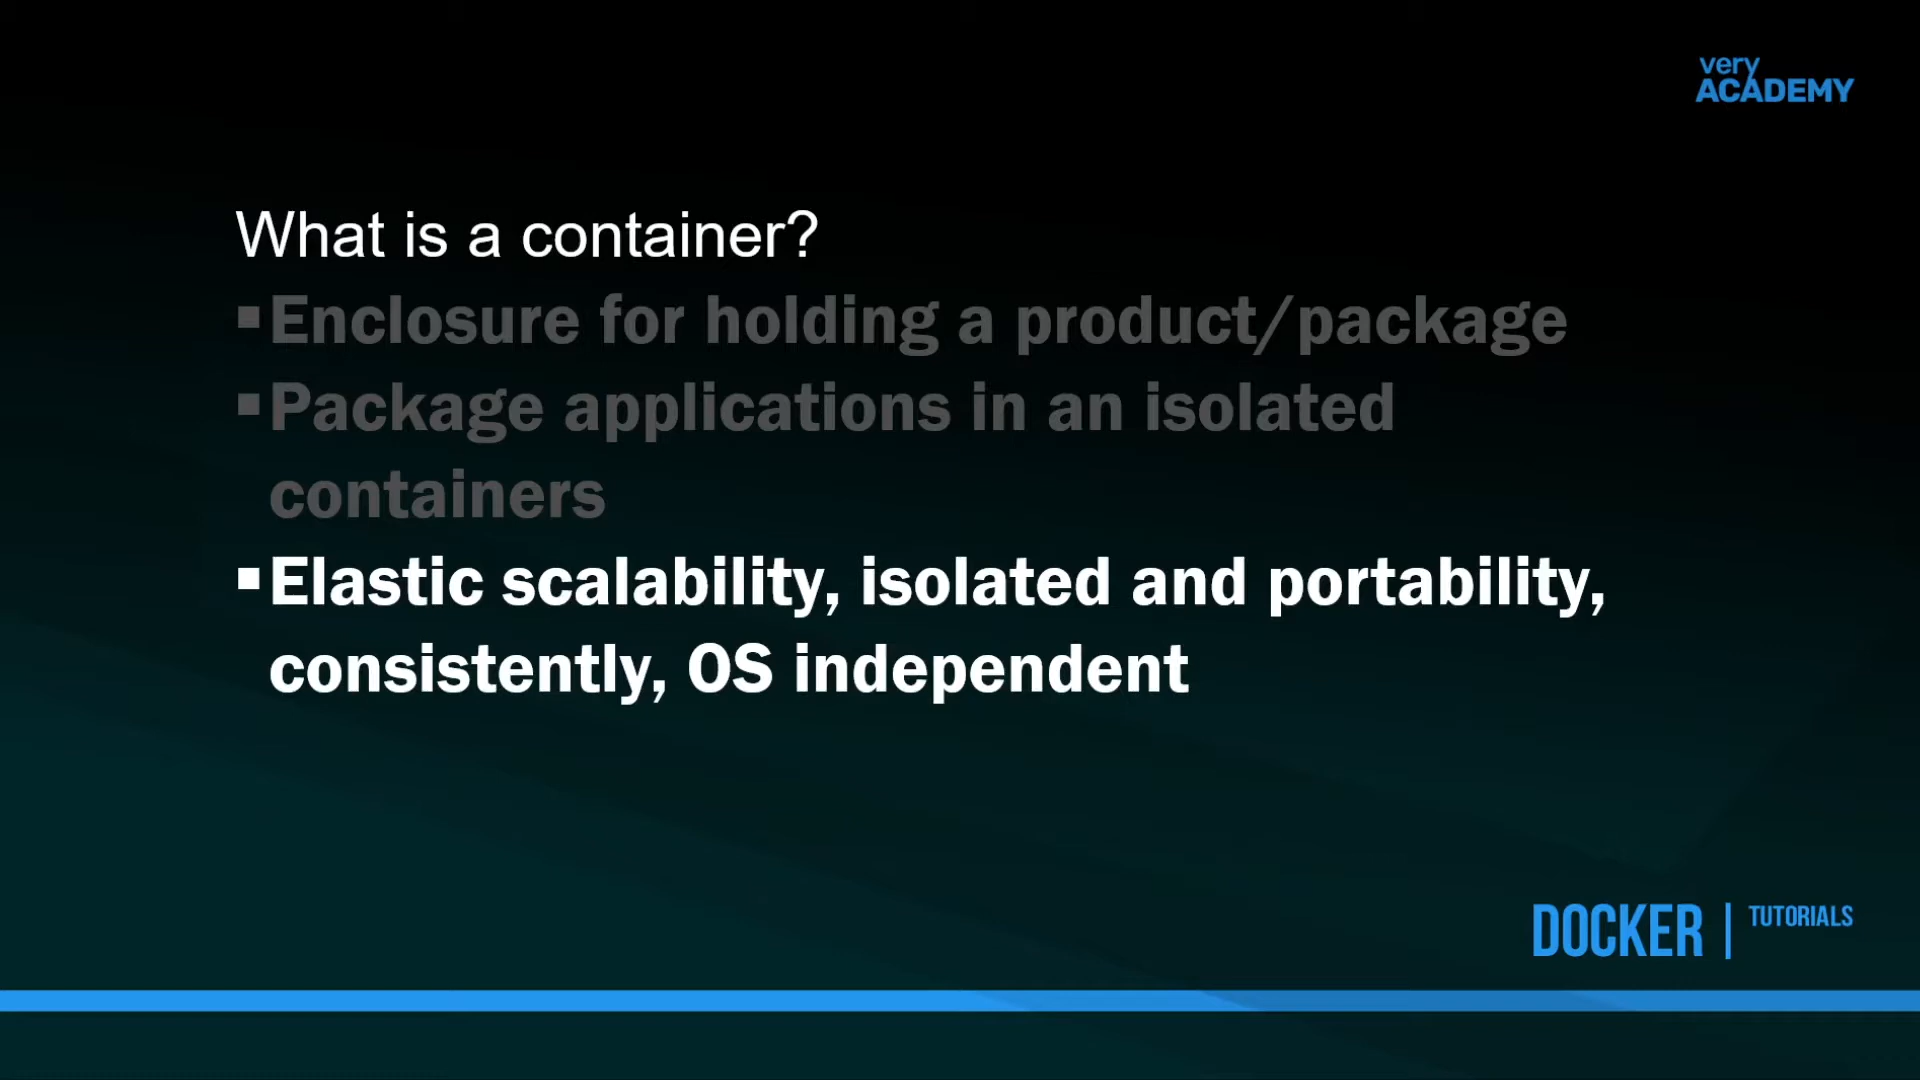 very
ACADEMY
What is a container?
▪Enclosure for holding a product/package
▪Package applications in an isolated
containers
▪Elastic scalability, isolated and portability,
consistently, OS independent
DOCKER | TUTORIALS